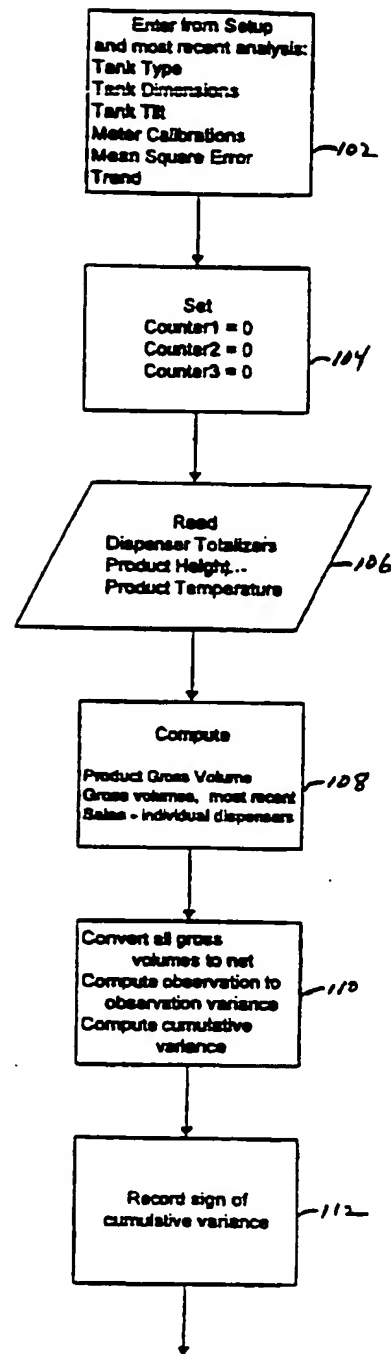 Enter from Setup
and most recent analysis:
Tank Type
Tank Dimensions
Tank Tilt
Meter Calibrations
Mean Square Error
Trend
102
Set
Counter1 = 0
Counter2 = 0
Counter3 = 0
104
Read
Dispenser Totalizers
Product Height...
Product Temperature
106
Compute
Product Gross Volume
Gross volumes, most recent
Sales - individual dispensers
108
Convert all gross
volumes to net
Compute observation to
observation variance
Compute cumulative
variance
110
Record sign of
cumulative variance
112